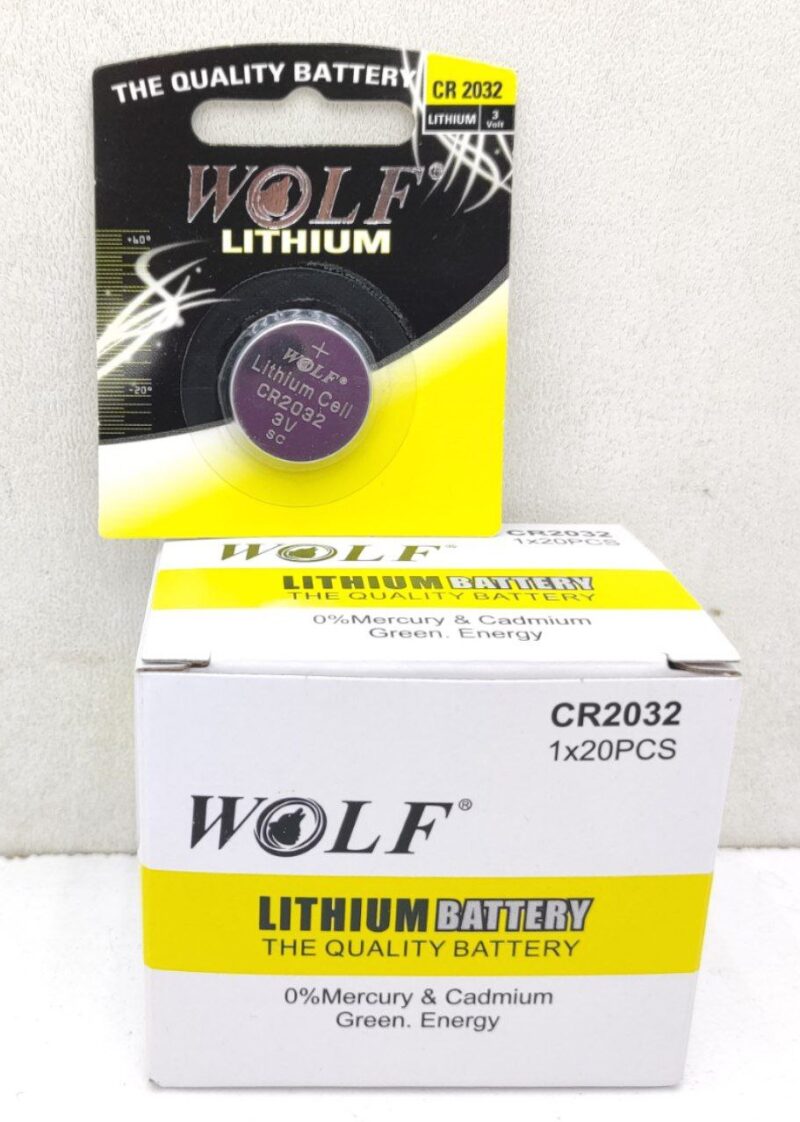 THE QUALITY BATTERY
CR 2032
LITHIUM
3
Volt
WOLF®
LITHIUM
+60°
-20°
+
WOLF®
Lithium Cell
CR2032
3V
SC
CR2032
1x20PCS
WOLF®
LITHIUM BATTERY
THE QUALITY BATTERY
0%Mercury & Cadmium
Green. Energy
CR2032
1x20PCS
WOLF®
LITHIUM BATTERY
THE QUALITY BATTERY
0%Mercury & Cadmium
Green. Energy